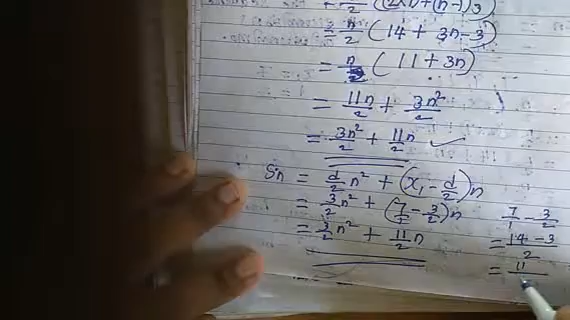 = n/2 (14 + 3n - 3)
= n/2 (11 + 3n)
= 11n/2 + 3n²/2
= 3n²/2 + 11/2 n ✓
Sn = d/2 n² + (x₁ - d/2) n
= 3/2 n² + (7/1 - 3/2) n
= 3/2 n² + 11/2 n
7/1 - 3/2
= 14 - 3/2
= 11